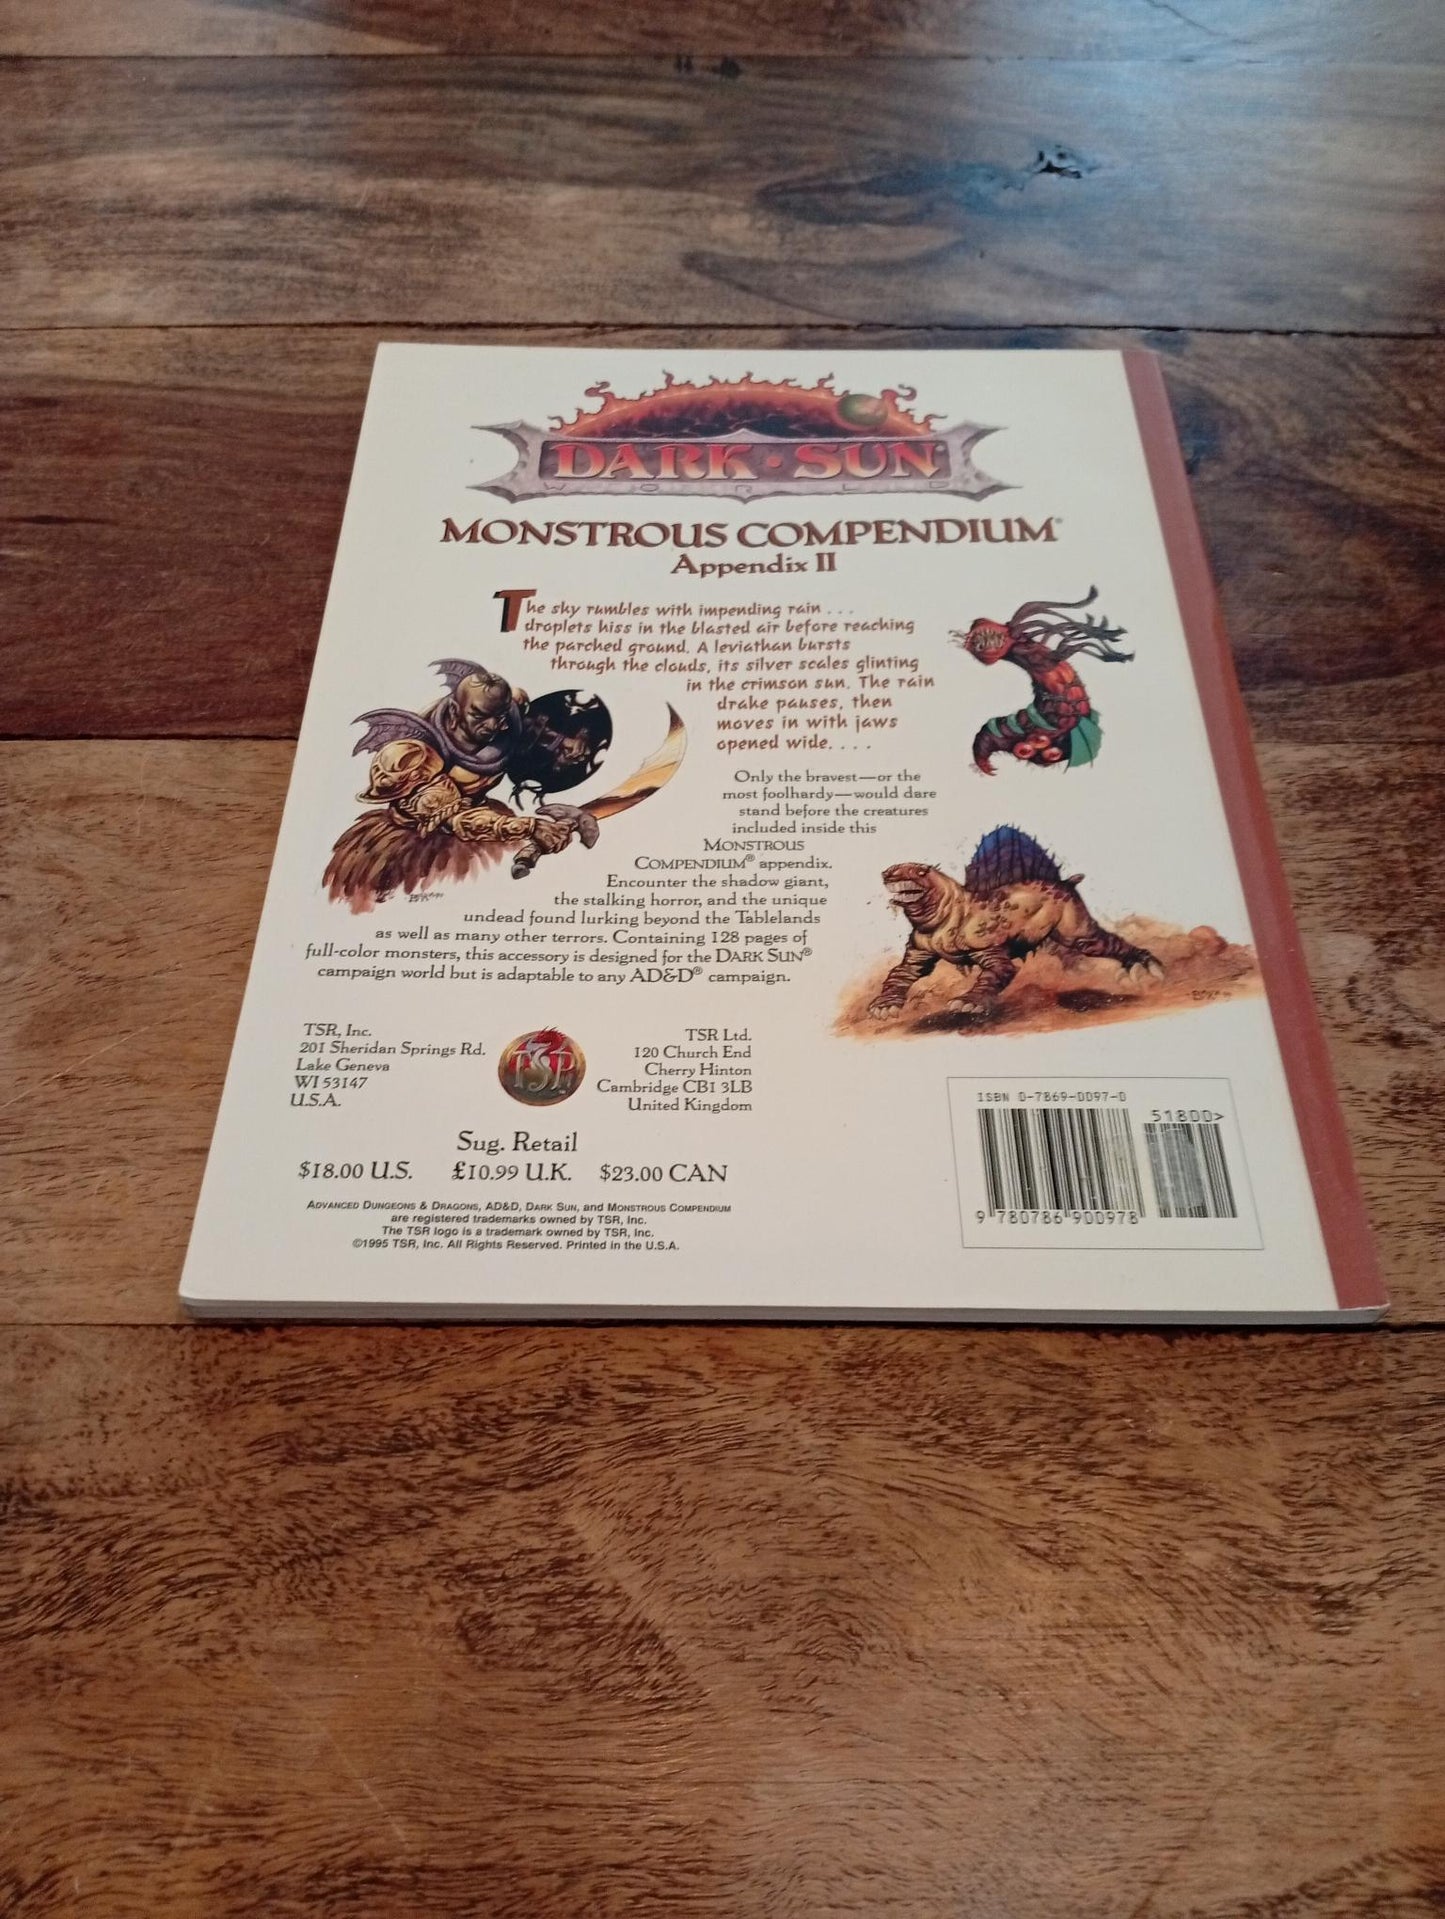 DARK·SUN
WORLD
MONSTROUS COMPENDIUM®
Appendix II
The sky rumbles with impending rain . . .
droplets hiss in the blasted air before reaching
the parched ground. A leviathan bursts
through the clouds, its silver scales glinting
in the crimson sun. The rain
drake pauses, then
moves in with jaws
opened wide. . . .
Only the bravest—or the
most foolhardy—would dare
stand before the creatures
included inside this
MONSTROUS
COMPENDIUM® appendix.
Encounter the shadow giant,
the stalking horror, and the unique
undead found lurking beyond the Tablelands
as well as many other terrors. Containing 128 pages of
full-color monsters, this accessory is designed for the DARK SUN®
campaign world but is adaptable to any AD&D® campaign.
TSR, Inc.
201 Sheridan Springs Rd.
Lake Geneva
WI 53147
U.S.A.
TSR
TSR Ltd.
120 Church End
Cherry Hinton
Cambridge CB1 3LB
United Kingdom
Sug. Retail
$18.00 U.S. £10.99 U.K. $23.00 CAN
ADVANCED DUNGEONS & DRAGONS, AD&D, DARK SUN, and MONSTROUS COMPENDIUM
are registered trademarks owned by TSR, Inc.
The TSR logo is a trademark owned by TSR, Inc.
©1995 TSR, Inc. All Rights Reserved. Printed in the U.S.A.
ISBN 0-7869-0097-0
51800>
9 780786 900978